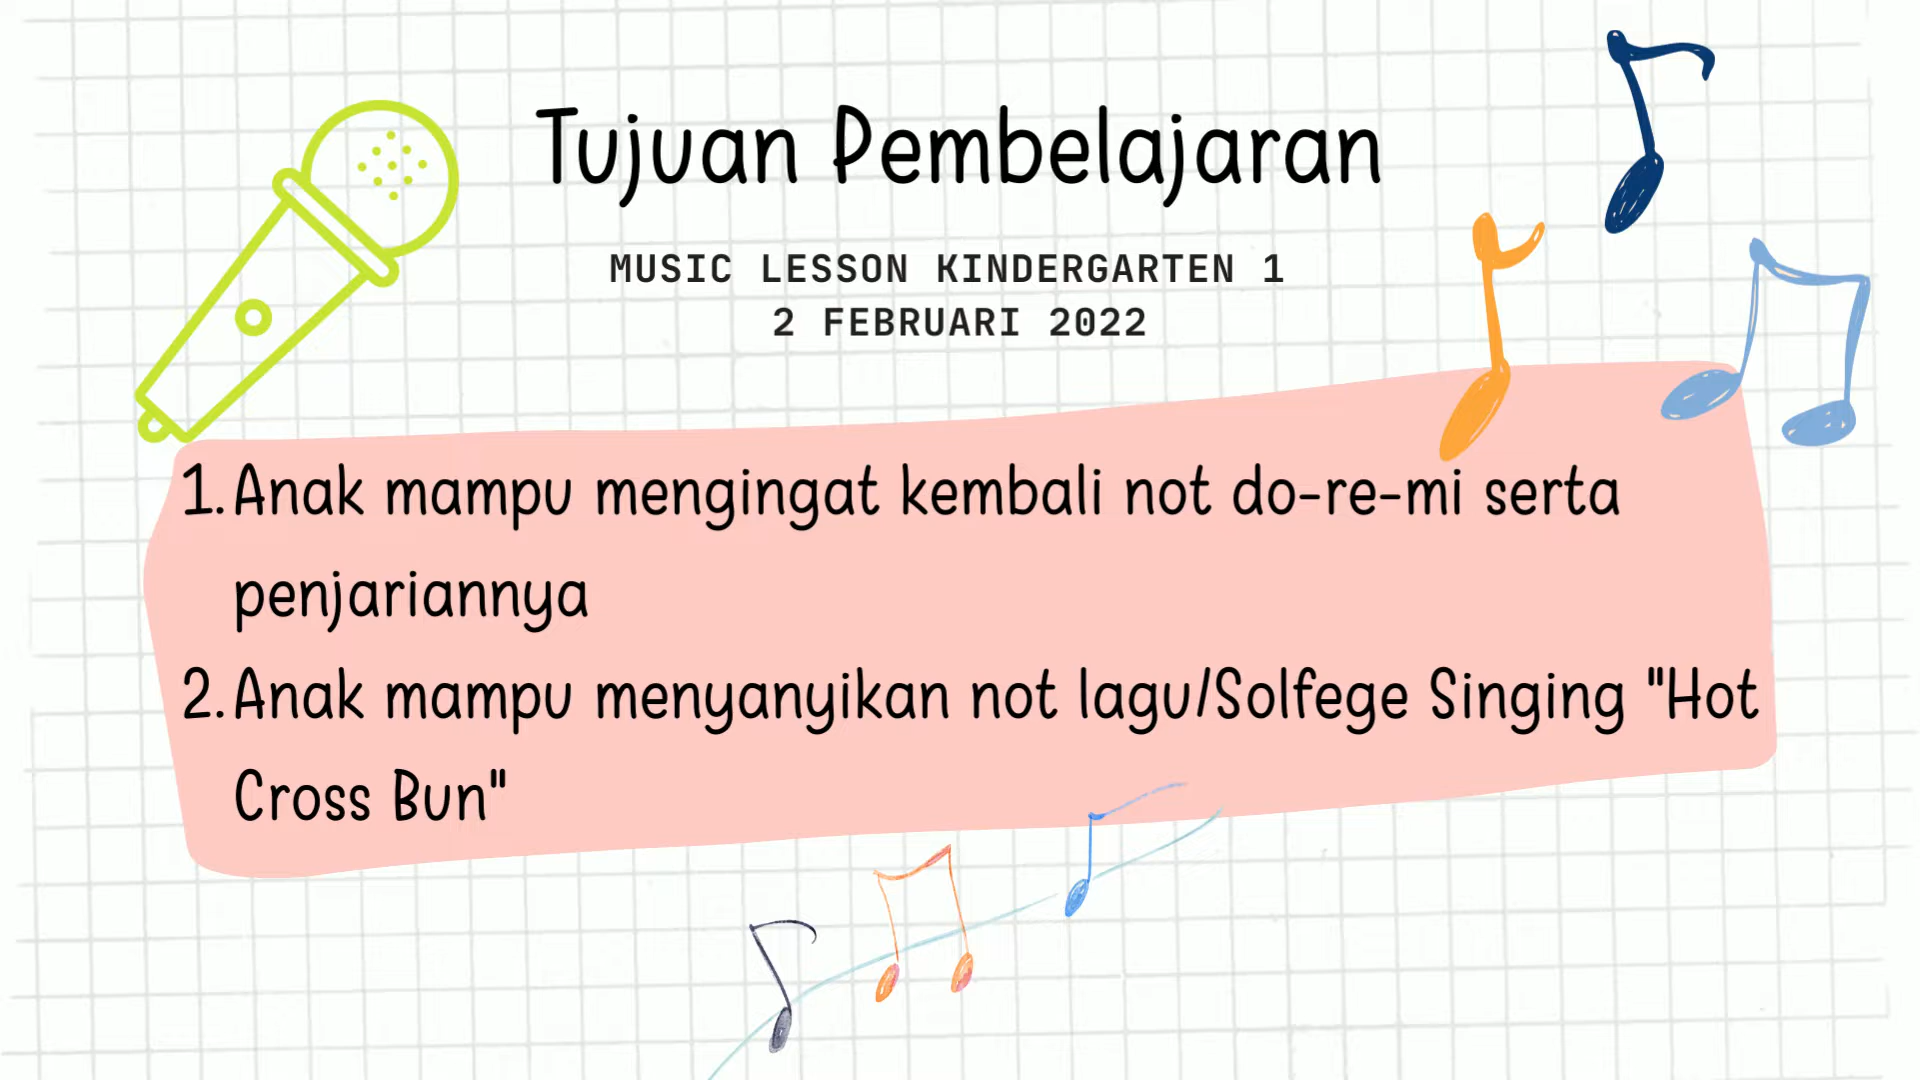 Tujuan Pembelajaran
MUSIC LESSON KINDERGARTEN 1
2 FEBRUARI 2022
1. Anak mampu mengingat kembali not do-re-mi serta
penjariannya
2. Anak mampu menyanyikan not lagu/Solfege Singing "Hot
Cross Bun"